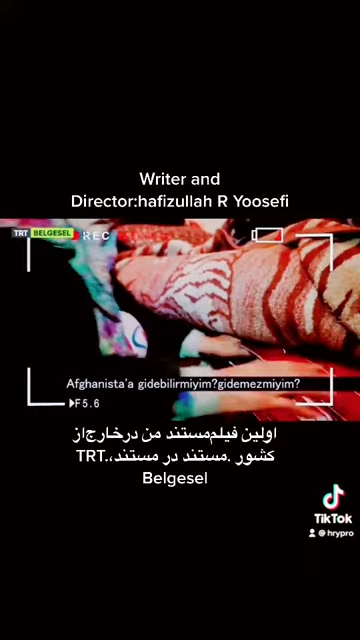 Writer and
Director:hafizullah R Yoosefi
TRT BELGESEL
REC
Afghanista'a gidebilirmiyim?gidemezmiyim?
F5.6
اولین فیلم‌مستند من درخارج‌از
کشور .مستند در مستند،.TRT
Belgesel
TikTok
@hrypro